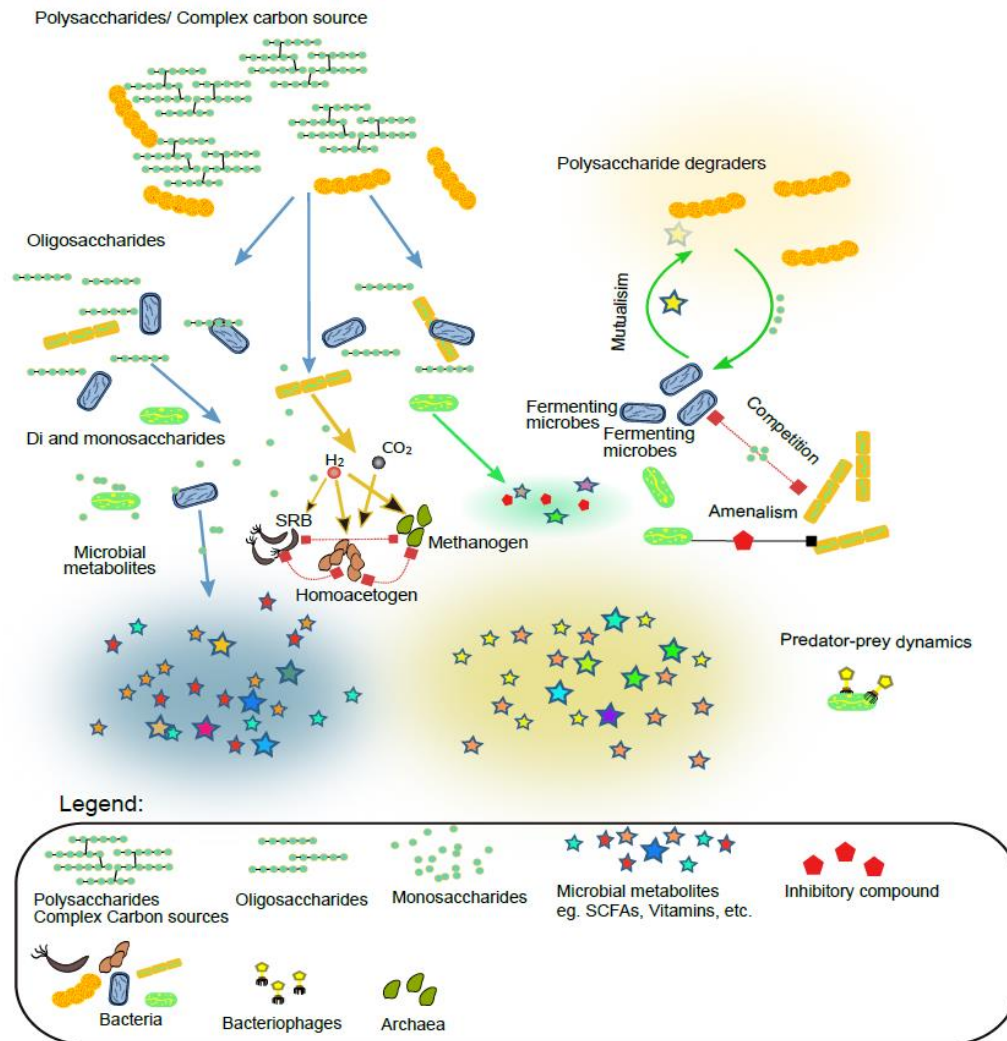 Polysaccharides/ Complex carbon source
Polysaccharide degraders
Oligosaccharides
Mutualisim
Fermenting
microbes
Fermenting
microbes
Competition
Di and monosaccharides
H2
CO2
SRB
Methanogen
Amenalism
Microbial
metabolites
Homoacetogen
Predator-prey dynamics
Legend:
Polysaccharides
Complex Carbon sources
Oligosaccharides
Monosaccharides
Microbial metabolites
eg. SCFAs, Vitamins, etc.
Inhibitory compound
Bacteria
Bacteriophages
Archaea